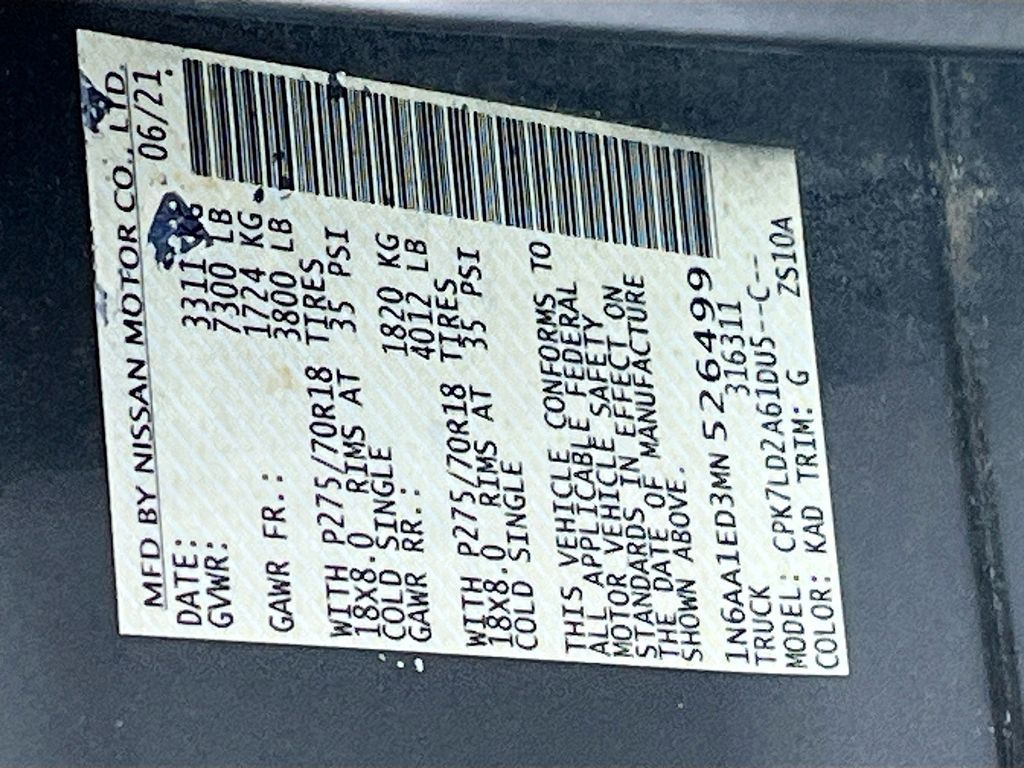 MFD BY NISSAN MOTOR CO., LTD.
DATE: 06/21
GVWR: 3311 KG
7300 LB
GAWR FR.: 1724 KG
3800 LB
WITH P275/70R18 TIRES
18X8.0 RIMS AT 35 PSI
COLD SINGLE
GAWR RR.: 1820 KG
4012 LB
WITH P275/70R18 TIRES
18X8.0 RIMS AT 35 PSI
COLD SINGLE
THIS VEHICLE CONFORMS TO
ALL APPLICABLE FEDERAL
MOTOR VEHICLE SAFETY
STANDARDS IN EFFECT ON
THE DATE OF MANUFACTURE
SHOWN ABOVE.
1N6AA1ED3MN526499
TRUCK 316311
MODEL: CPK7LD2A61DU5--C--
COLOR: KAD TRIM: G ZS10A